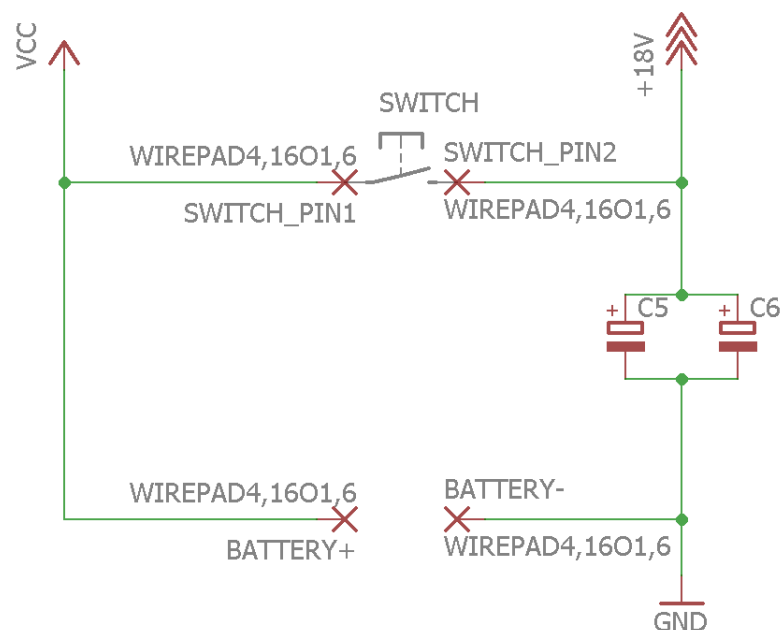 VCC
+18V
SWITCH
WIREPAD4,16O1,6
SWITCH_PIN2
SWITCH_PIN1
WIREPAD4,16O1,6
+
C5
+
C6
WIREPAD4,16O1,6
BATTERY-
BATTERY+
WIREPAD4,16O1,6
GND